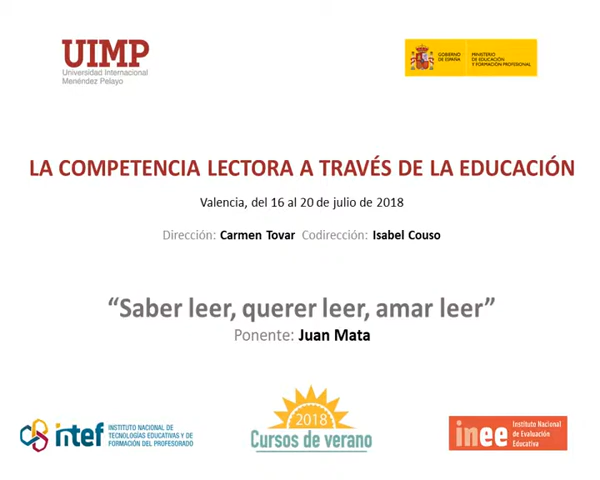 UIMP
Universidad Internacional
Menéndez Pelayo
GOBIERNO
DE ESPAÑA
MINISTERIO
DE EDUCACIÓN
Y FORMACIÓN PROFESIONAL
LA COMPETENCIA LECTORA A TRAVÉS DE LA EDUCACIÓN
Valencia, del 16 al 20 de julio de 2018
Dirección: Carmen Tovar Codirección: Isabel Couso
“Saber leer, querer leer, amar leer”
Ponente: Juan Mata
intef
INSTITUTO NACIONAL DE
TECNOLOGÍAS EDUCATIVAS Y DE
FORMACIÓN DEL PROFESORADO
2018
Cursos de verano
inee
Instituto Nacional
de Evaluación
Educativa